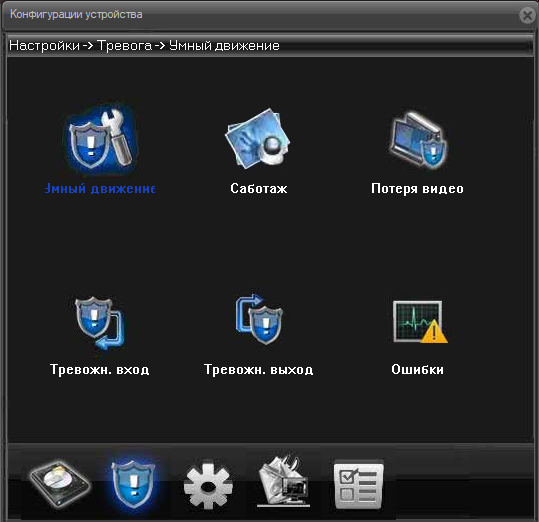 Конфигурации устройства
Настройки -> Тревога -> Умный движение
Умный движение
Саботаж
Потеря видео
Тревожн. вход
Тревожн. выход
Ошибки